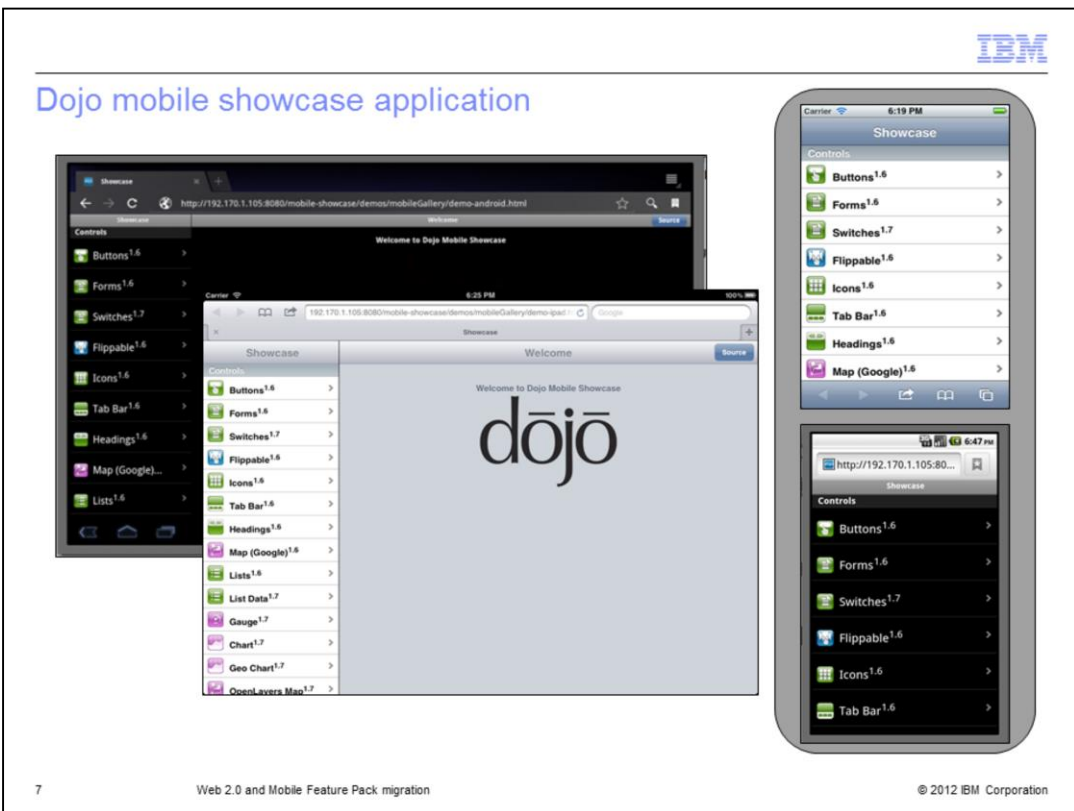 IBM
Dojo mobile showcase application
Showcase
http://192.170.1.105:8080/mobile-showcase/demos/mobileGallery/demo-android.html
Showcase
Welcome
Source
Controls
Welcome to Dojo Mobile Showcase
Buttons1.6
Forms1.6
Switches1.7
Flippable1.6
Icons1.6
Tab Bar1.6
Headings1.6
Map (Google)...
Lists1.6
Carrier
6:25 PM
100%
192.170.1.105:8080/mobile-showcase/demos/mobileGallery/demo-ipad.h
Google
Showcase
Showcase
Welcome
Source
Controls
Welcome to Dojo Mobile Showcase
dōjō
Buttons1.6
Forms1.6
Switches1.7
Flippable1.6
Icons1.6
Tab Bar1.6
Headings1.6
Map (Google)1.6
Lists1.6
List Data1.7
Gauge1.7
Chart1.7
Geo Chart1.7
OpenLayers Map1.7
Carrier
6:19 PM
Showcase
Controls
Buttons1.6
Forms1.6
Switches1.7
Flippable1.6
Icons1.6
Tab Bar1.6
Headings1.6
Map (Google)1.6
6:47 PM
http://192.170.1.105:80...
Showcase
Controls
Buttons1.6
Forms1.6
Switches1.7
Flippable1.6
Icons1.6
Tab Bar1.6
7
Web 2.0 and Mobile Feature Pack migration
© 2012 IBM Corporation